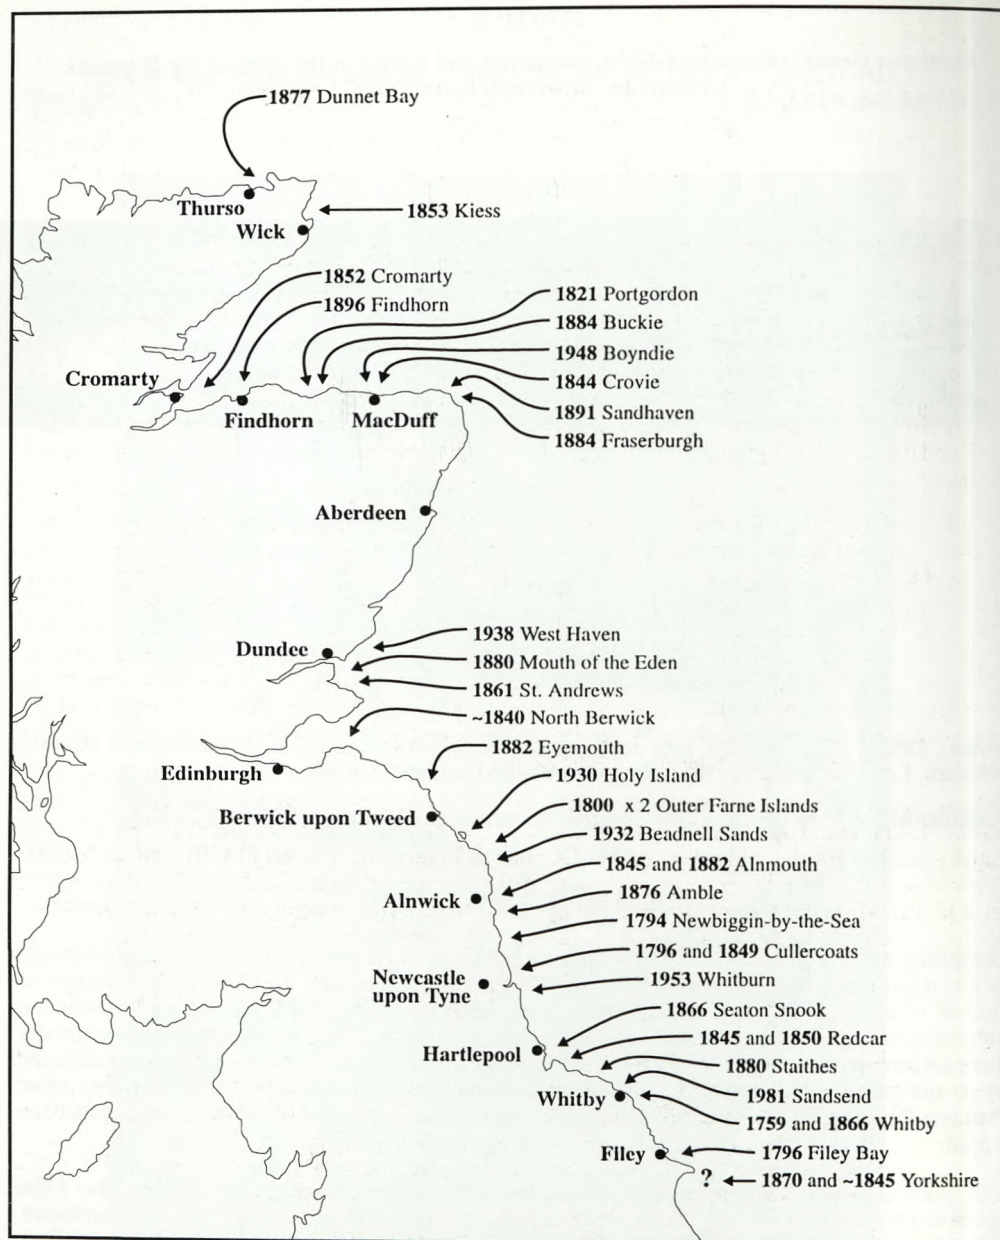 1877 Dunnet Bay
Thurso
1853 Kiess
Wick
1852 Cromarty
1896 Findhorn
1821 Portgordon
1884 Buckie
1948 Boyndie
1844 Crovie
1891 Sandhaven
1884 Fraserburgh
Cromarty
Findhorn
MacDuff
Aberdeen
Dundee
1938 West Haven
1880 Mouth of the Eden
1861 St. Andrews
~1840 North Berwick
1882 Eyemouth
Edinburgh
1930 Holy Island
1800 x 2 Outer Farne Islands
Berwick upon Tweed
1932 Beadnell Sands
1845 and 1882 Alnmouth
1876 Amble
Alnwick
1794 Newbiggin-by-the-Sea
1796 and 1849 Cullercoats
1953 Whitburn
Newcastle
upon Tyne
1866 Seaton Snook
1845 and 1850 Redcar
Hartlepool
1880 Staithes
1981 Sandsend
Whitby
1759 and 1866 Whitby
1796 Filey Bay
Filey
? 1870 and ~1845 Yorkshire